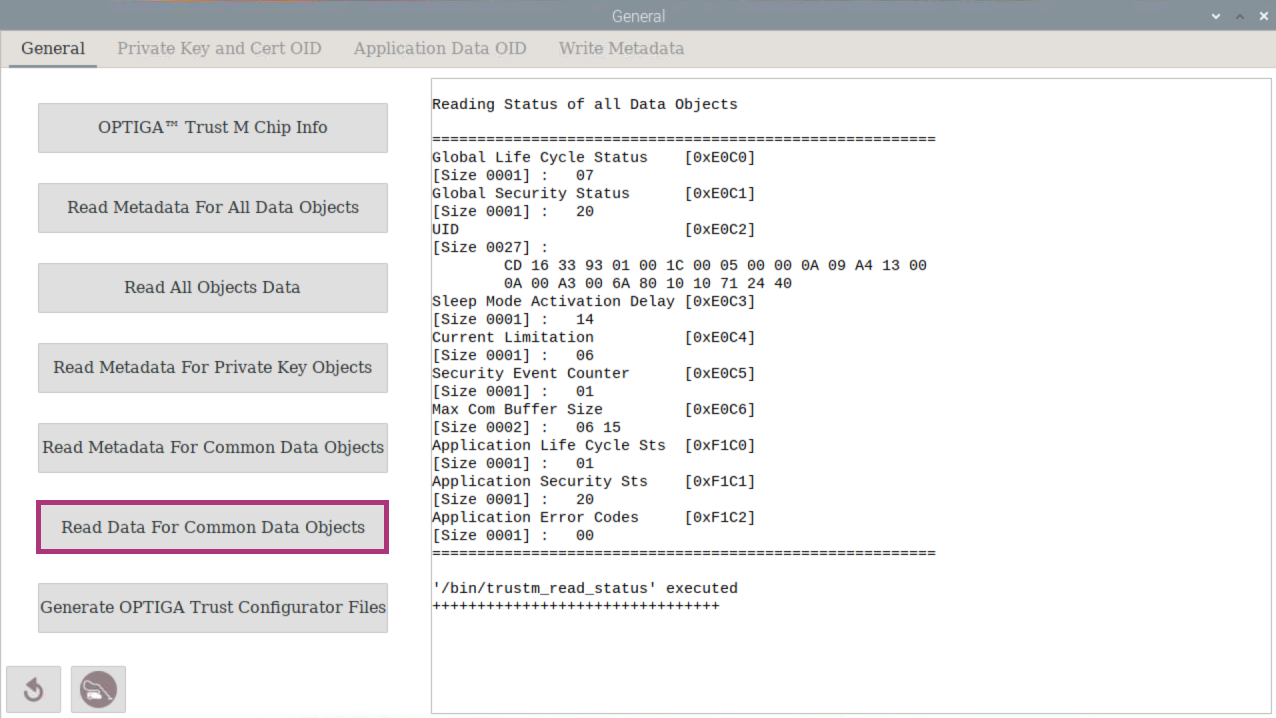 General
General Private Key and Cert OID Application Data OID Write Metadata
OPTIGA™ Trust M Chip Info
Read Metadata For All Data Objects
Read All Objects Data
Read Metadata For Private Key Objects
Read Metadata For Common Data Objects
Read Data For Common Data Objects
Generate OPTIGA Trust Configurator Files
Reading Status of all Data Objects
========================================================
Global Life Cycle Status    [0xE0C0]
[Size 0001] :   07
Global Security Status      [0xE0C1]
[Size 0001] :   20
UID                         [0xE0C2]
[Size 0027] :
        CD 16 33 93 01 00 1C 00 05 00 00 0A 09 A4 13 00
        0A 00 A3 00 6A 80 10 10 71 24 40
Sleep Mode Activation Delay [0xE0C3]
[Size 0001] :   14
Current Limitation          [0xE0C4]
[Size 0001] :   06
Security Event Counter      [0xE0C5]
[Size 0001] :   01
Max Com Buffer Size         [0xE0C6]
[Size 0002] :   06 15
Application Life Cycle Sts  [0xF1C0]
[Size 0001] :   01
Application Security Sts    [0xF1C1]
[Size 0001] :   20
Application Error Codes     [0xF1C2]
[Size 0001] :   00
========================================================
'/bin/trustm_read_status' executed
++++++++++++++++++++++++++++++++